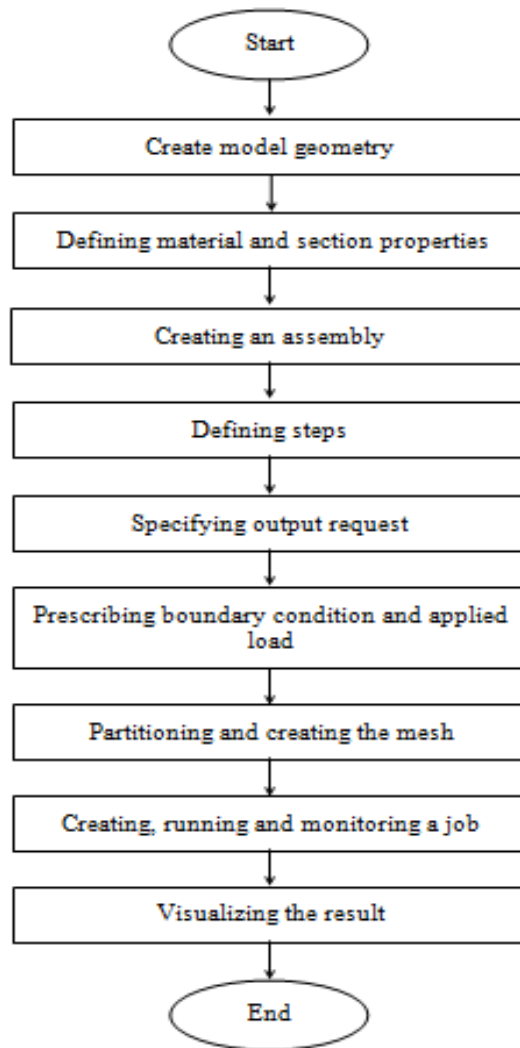 Start
Create model geometry
Defining material and section properties
Creating an assembly
Defining steps
Specifying output request
Prescribing boundary condition and applied
load
Partitioning and creating the mesh
Creating, running and monitoring a job
Visualizing the result
End